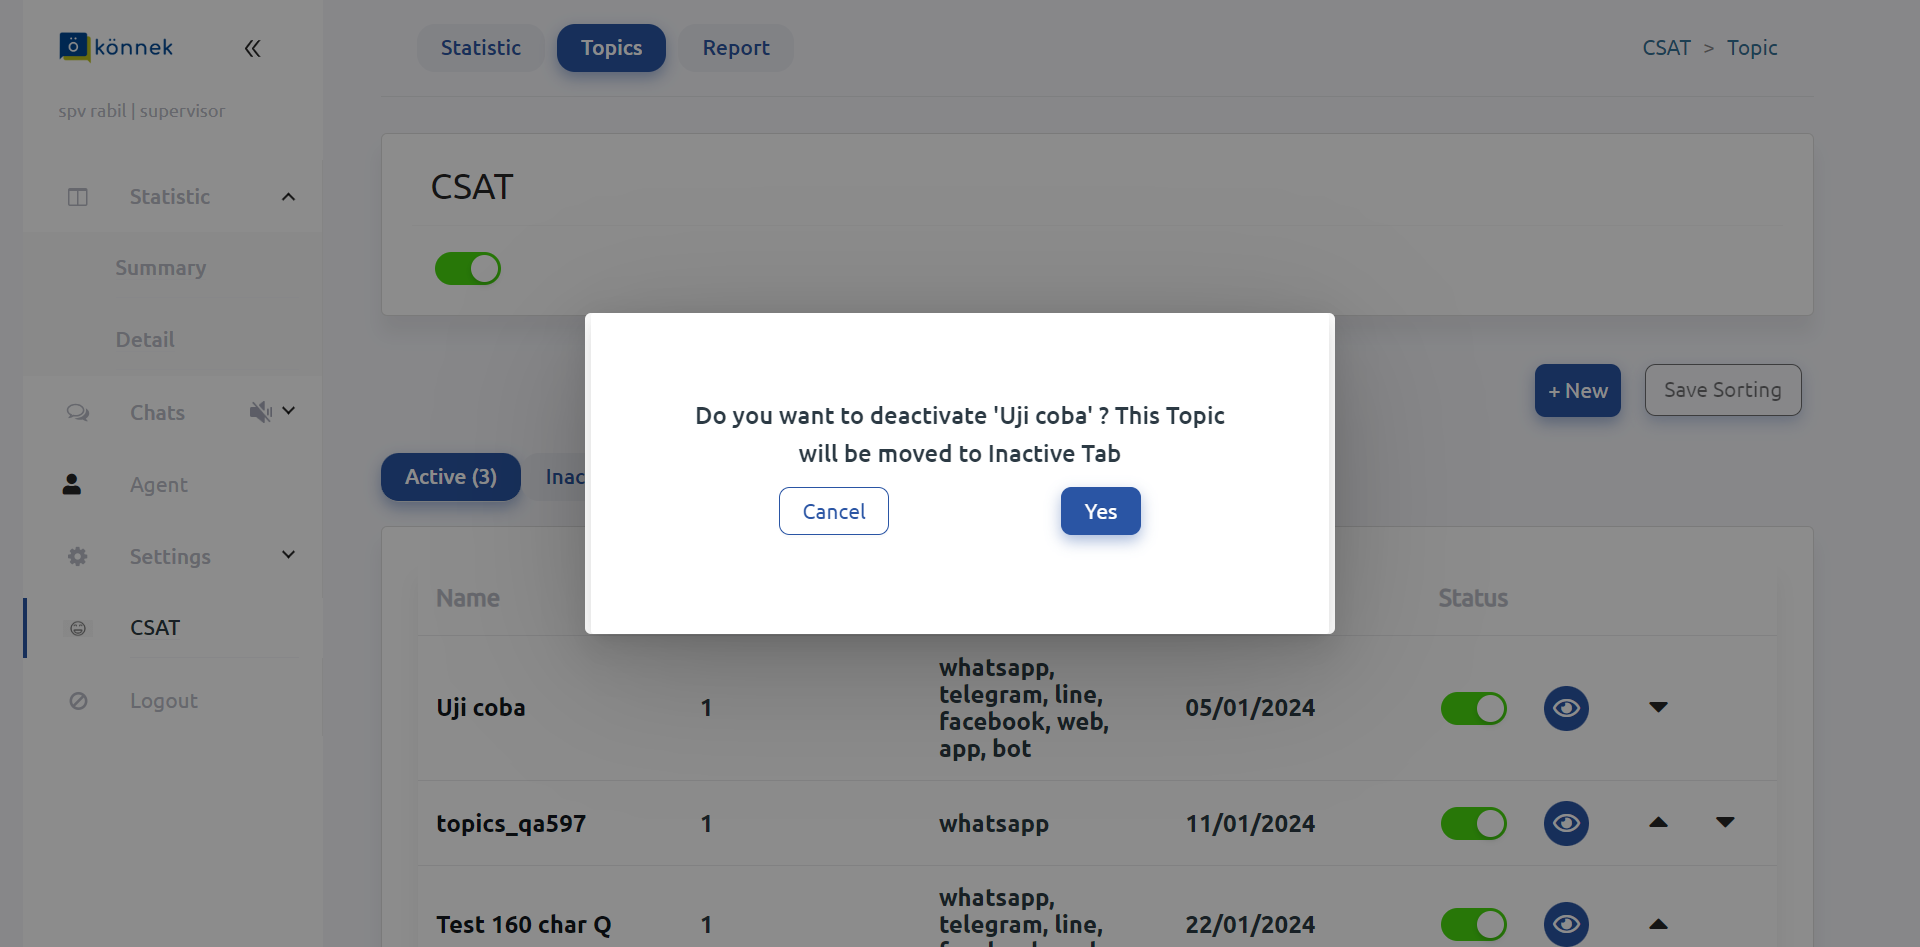 könnek
Statistic
Topics
Report
CSAT > Topic
spv rabil | supervisor
CSAT
Statistic
Summary
Detail
Chats
Agent
Settings
CSAT
Logout
+ New
Save Sorting
Active (3)
Inac
Do you want to deactivate 'Uji coba' ? This Topic
will be moved to Inactive Tab
Cancel
Yes
Name
Status
Uji coba
1
whatsapp,
telegram, line,
facebook, web,
app, bot
05/01/2024
topics_qa597
1
whatsapp
11/01/2024
Test 160 char Q
1
whatsapp,
telegram, line,
22/01/2024